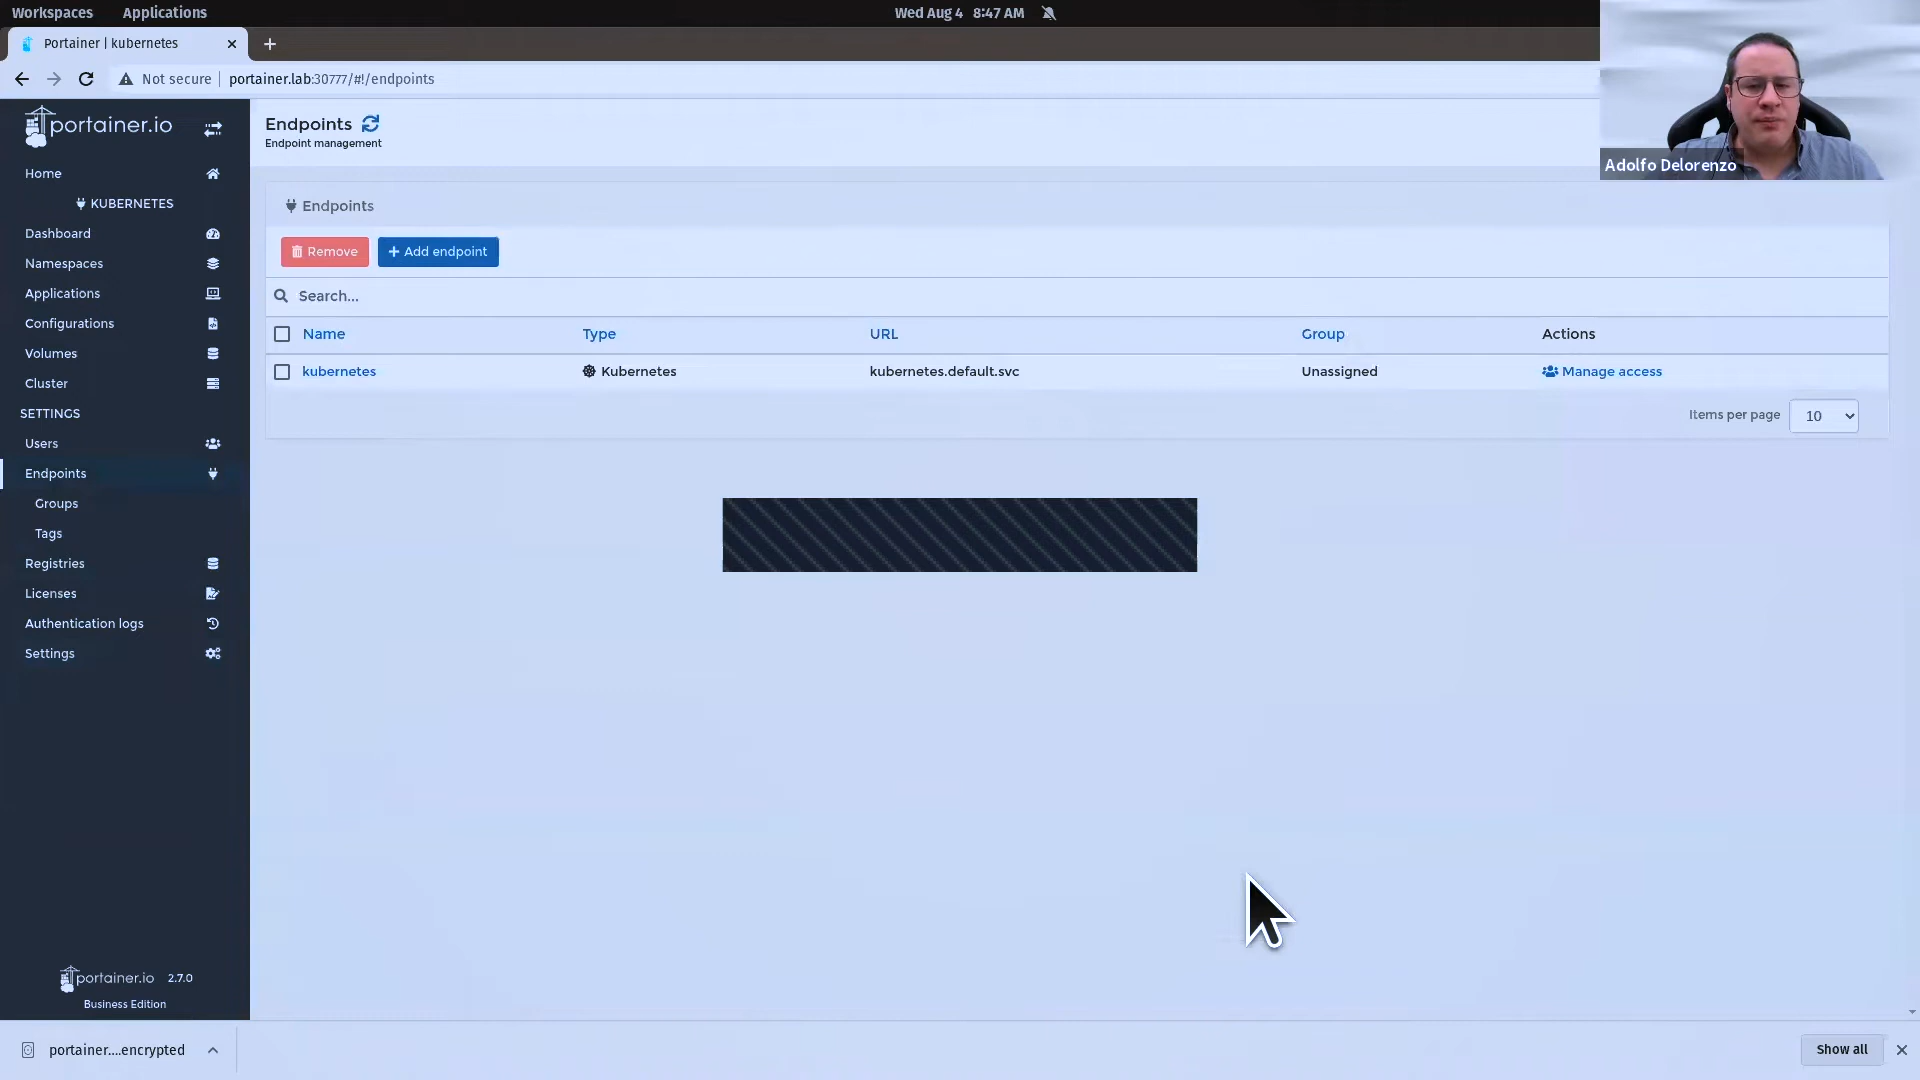 Workspaces Applications Wed Aug 4 8:47 AM
Portainer | kubernetes
Not secure portainer.lab:30777/#!/endpoints
portainer.io
Home
KUBERNETES
Dashboard
Namespaces
Applications
Configurations
Volumes
Cluster
SETTINGS
Users
Endpoints
Groups
Tags
Registries
Licenses
Authentication logs
Settings
portainer.io 2.7.0
Business Edition
Endpoints
Endpoint management
Adolfo Delorenzo
Endpoints
Remove Add endpoint
Search...
Name Type URL Group Actions
kubernetes Kubernetes kubernetes.default.svc Unassigned Manage access
Items per page 10
portainer....encrypted Show all